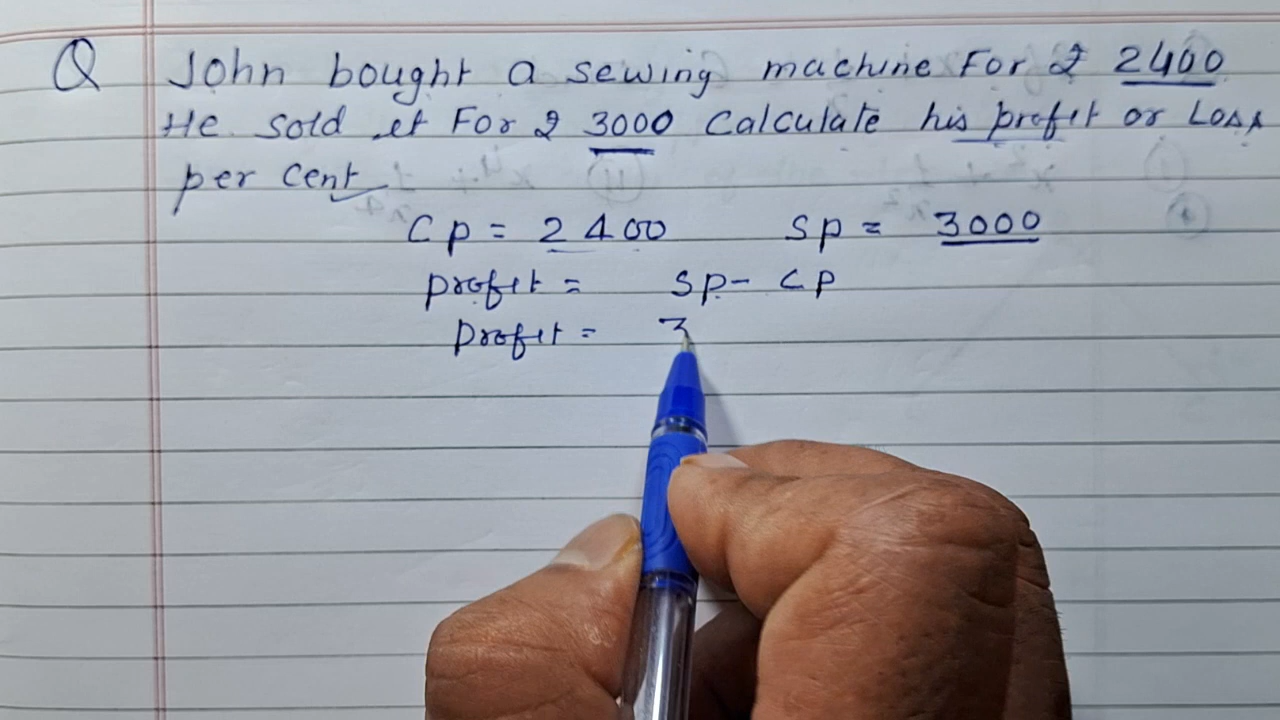 Q John bought a sewing machine For ₹ 2400
He sold it For ₹ 3000 Calculate his profit or Loss
per cent
Cp = 2400 Sp = 3000
profit = Sp - Cp
Profit = 3